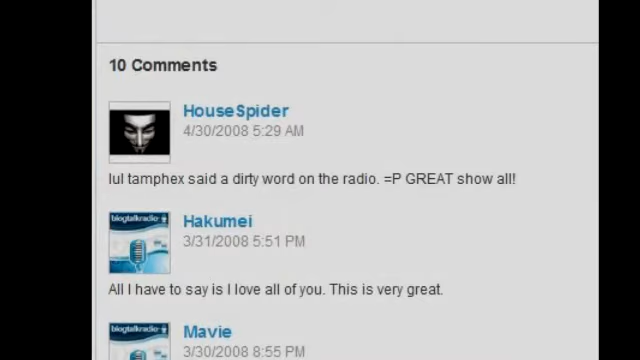 10 Comments
HouseSpider
4/30/2008 5:29 AM
lul tamphex said a dirty word on the radio. =P GREAT show all!
blogtalkradio
Hakumei
3/31/2008 5:51 PM
All I have to say is I love all of you. This is very great.
blogtalkradio
Mavie
3/30/2008 8:55 PM